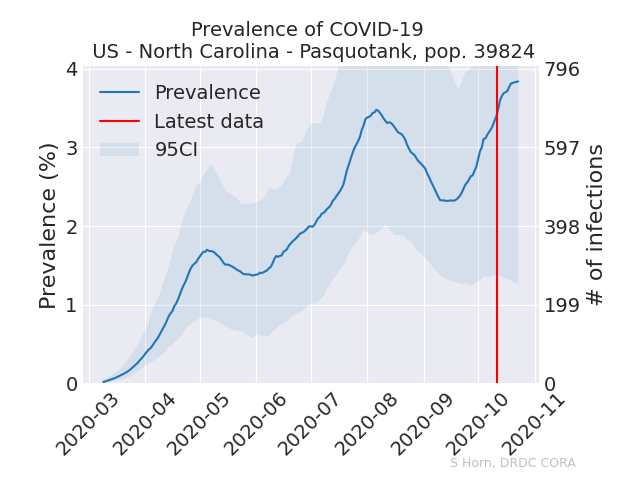 Prevalence of COVID-19
US - North Carolina - Pasquotank, pop. 39824
Prevalence
Latest data
95CI
Prevalence (%)
4
3
2
1
0
796
597
398
199
0
# of infections
2020-03
2020-04
2020-05
2020-06
2020-07
2020-08
2020-09
2020-10
2020-11
S Horn, DRDC CORA